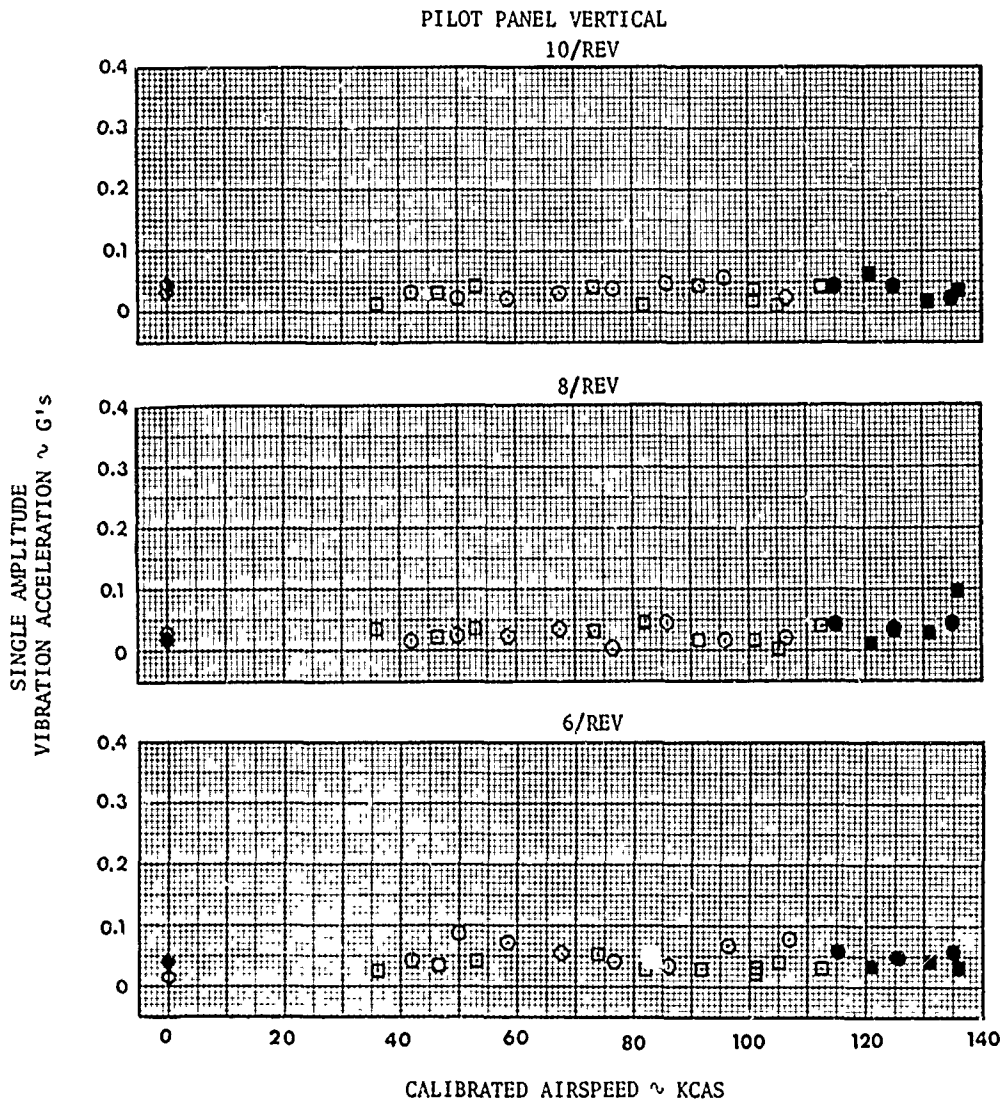 PILOT PANEL VERTICAL
10/REV
0.4
0.3
0.2
0.1
0
8/REV
0.4
0.3
0.2
0.1
0
6/REV
0.4
0.3
0.2
0.1
0
0 20 40 60 80 100 120 140
CALIBRATED AIRSPEED ~ KCAS
SINGLE AMPLITUDE
VIBRATION ACCELERATION ~ G's